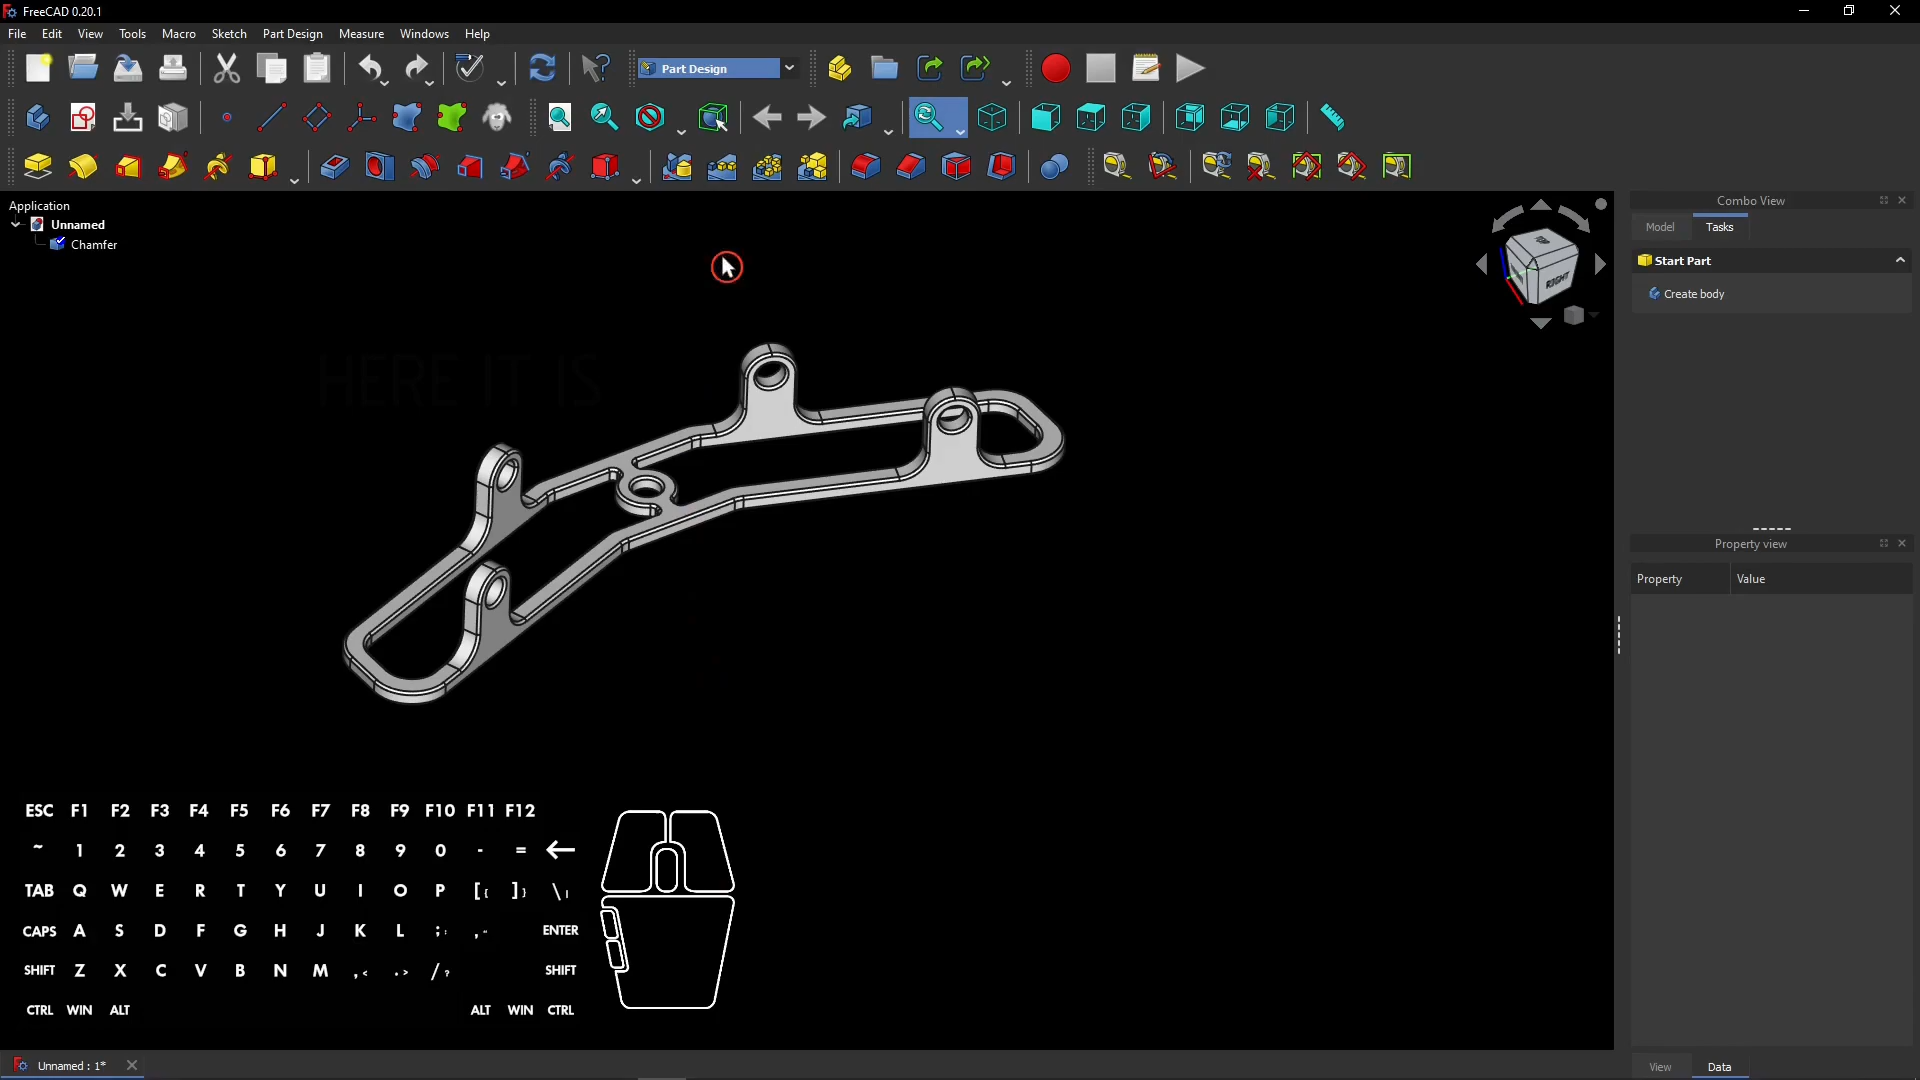 FreeCAD 0.20.1
File Edit View Tools Macro Sketch Part Design Measure Windows Help
Part Design
Application
Unnamed
Chamfer
HERE IT IS
TOP
RIGHT
Combo View
Model Tasks
Start Part
Create body
Property view
Property Value
ESC F1 F2 F3 F4 F5 F6 F7 F8 F9 F10 F11 F12
~ 1 2 3 4 5 6 7 8 9 0 - =
TAB Q W E R T Y U I O P [{ ]} \|
CAPS A S D F G H J K L ;: ENTER
SHIFT Z X C V B N M ,< .> /? SHIFT
CTRL WIN ALT ALT WIN CTRL
Unnamed : 1*
View Data